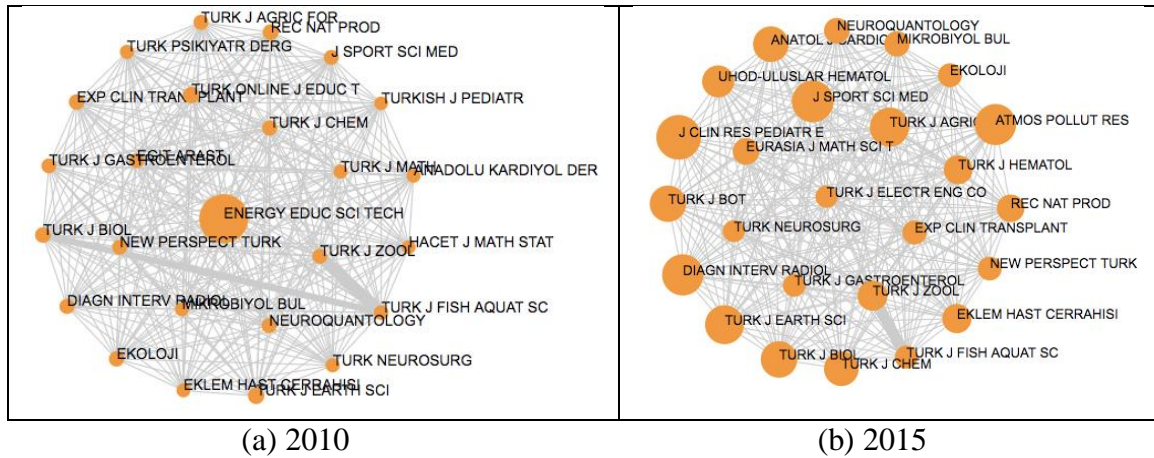 TURK J AGRIC FOR
REC NAT PROD
TURK PSIKIYATR DERG
J SPORT SCI MED
EXP CLIN TRANSPLANT
TURK ONLINE J EDUC T
TURKISH J PEDIATR
TURK J CHEM
EGIT ARAST
TURK J GASTROENTEROL
TURK J MATH
ANADOLU KARDIYOL DER
ENERGY EDUC SCI TECH
TURK J BIOL
NEW PERSPECT TURK
TURK J ZOOL
HACET J MATH STAT
DIAGN INTERV RADIOL
MIKROBIYOL BUL
TURK J FISH AQUAT SC
NEUROQUANTOLOGY
EKOLOJI
TURK NEUROSURG
EKLEM HAST CERRAHISI
TURK J EARTH SCI
(a) 2010
NEUROQUANTOLOGY
ANATOL J CARDIOL
MIKROBIYOL BUL
UHOD-ULUSLAR HEMATOL
EKOLOJI
J SPORT SCI MED
J CLIN RES PEDIATR E
TURK J AGRIC
ATMOS POLLUT RES
EURASIA J MATH SCI T
TURK J HEMATOL
TURK J BOT
TURK J ELECTR ENG CO
REC NAT PROD
TURK NEUROSURG
EXP CLIN TRANSPLANT
DIAGN INTERV RADIOL
NEW PERSPECT TURK
TURK J GASTROENTEROL
TURK J ZOOL
TURK J EARTH SCI
EKLEM HAST CERRAHISI
TURK J BIOL
TURK J CHEM
TURK J FISH AQUAT SC
(b) 2015